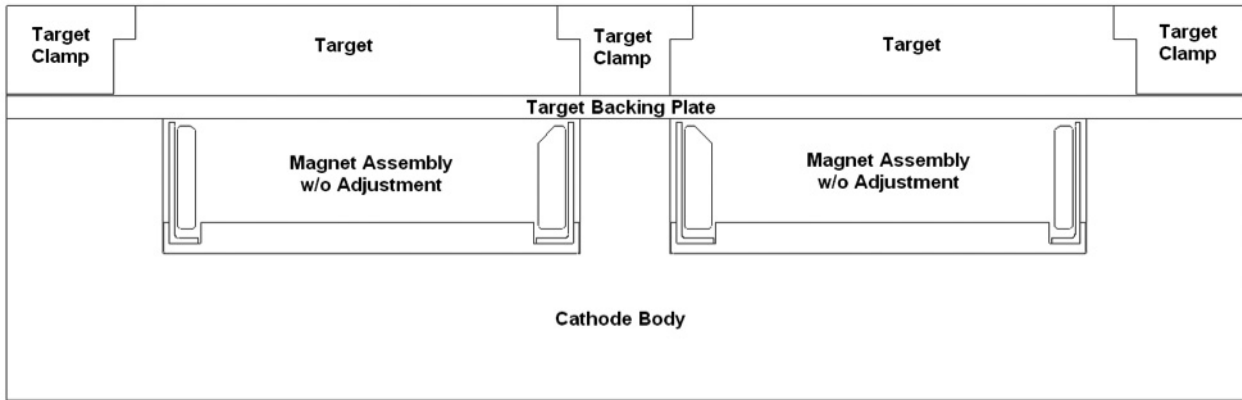 Target
Clamp
Target
Target
Clamp
Target
Target
Clamp
Target Backing Plate
Magnet Assembly
w/o Adjustment
Magnet Assembly
w/o Adjustment
Cathode Body